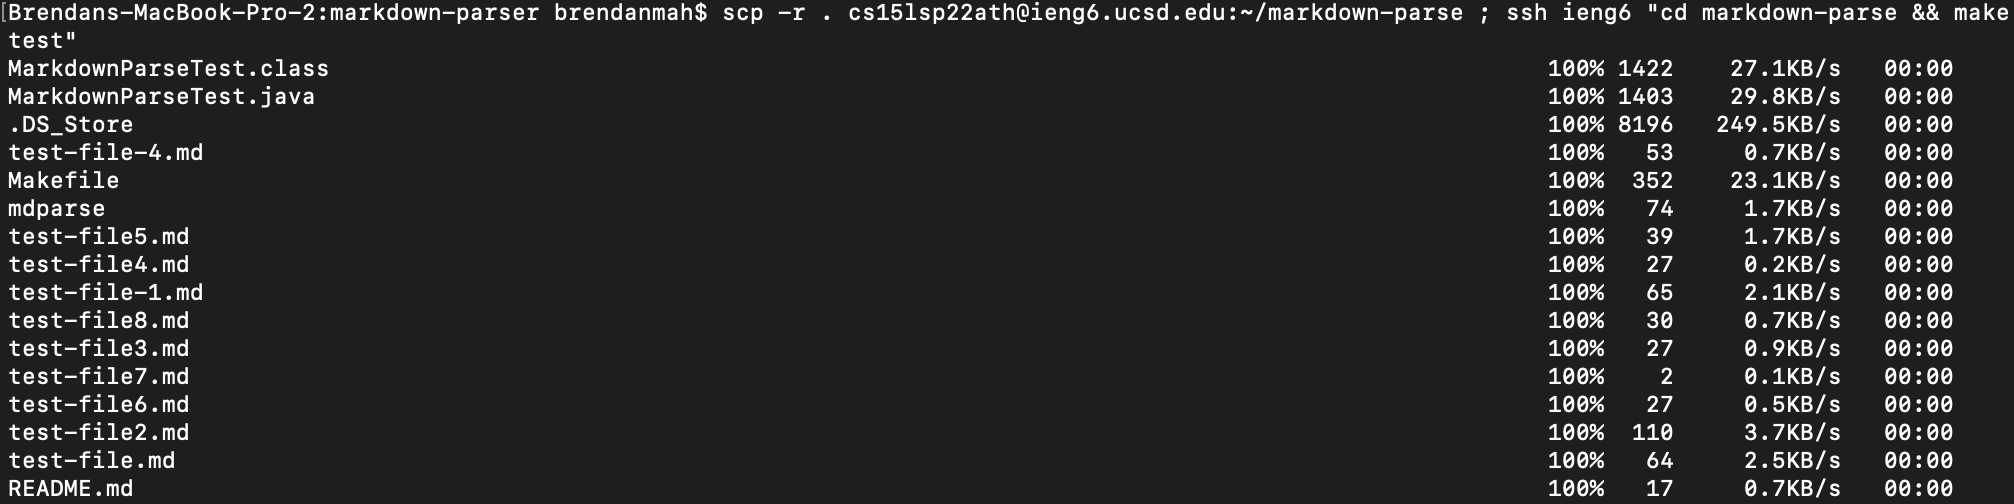 [Brendans-MacBook-Pro-2:markdown-parser brendanmah$ scp -r . cs15lsp22ath@ieng6.ucsd.edu:~/markdown-parse ; ssh ieng6 "cd markdown-parse && make
test"
MarkdownParseTest.class 100% 1422 27.1KB/s 00:00
MarkdownParseTest.java 100% 1403 29.8KB/s 00:00
.DS_Store 100% 8196 249.5KB/s 00:00
test-file-4.md 100% 53 0.7KB/s 00:00
Makefile 100% 352 23.1KB/s 00:00
mdparse 100% 74 1.7KB/s 00:00
test-file5.md 100% 39 1.7KB/s 00:00
test-file4.md 100% 27 0.2KB/s 00:00
test-file-1.md 100% 65 2.1KB/s 00:00
test-file8.md 100% 30 0.7KB/s 00:00
test-file3.md 100% 27 0.9KB/s 00:00
test-file7.md 100% 2 0.1KB/s 00:00
test-file6.md 100% 27 0.5KB/s 00:00
test-file2.md 100% 110 3.7KB/s 00:00
test-file.md 100% 64 2.5KB/s 00:00
README.md 100% 17 0.7KB/s 00:00